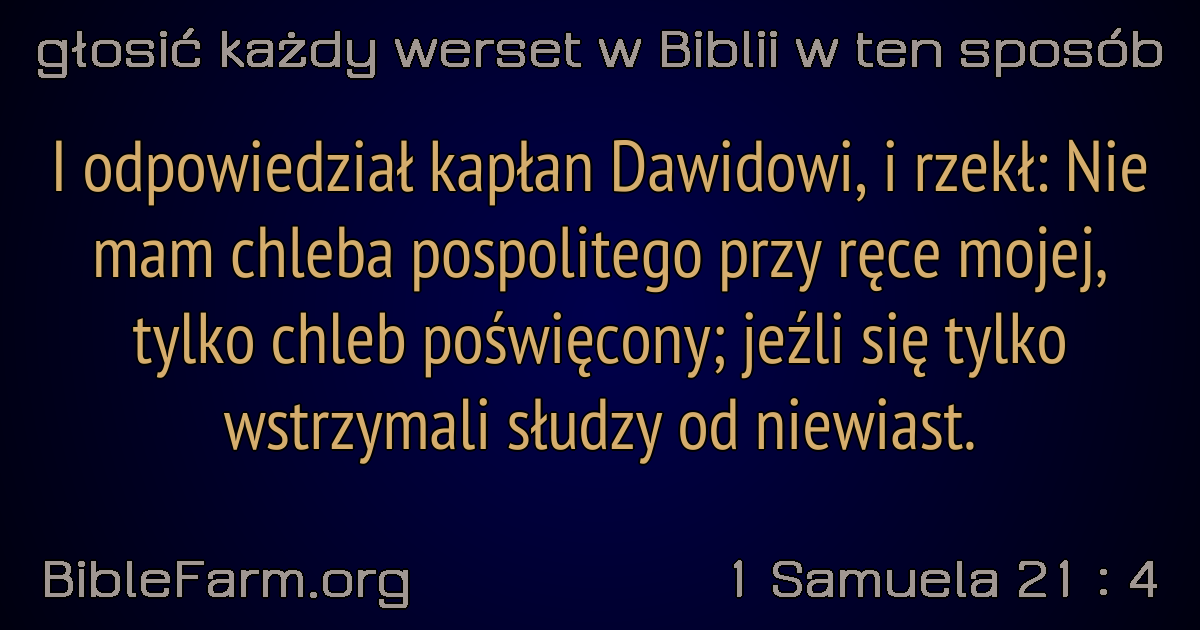 głosić każdy werset w Biblii w ten sposób
I odpowiedział kapłan Dawidowi, i rzekł: Nie
mam chleba pospolitego przy ręce mojej,
tylko chleb poświęcony; jeźli się tylko
wstrzymali słudzy od niewiast.
BibleFarm.org
1 Samuela 21 : 4